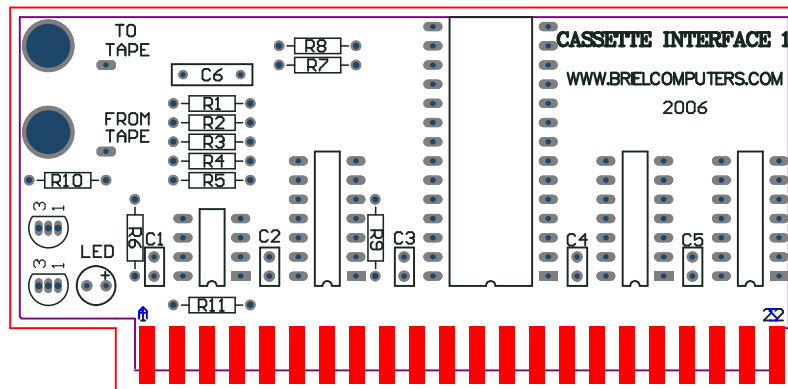 TO
TAPE
R8
R7
CASSETTE INTERFACE 1
C6
WWW.BRIELCOMPUTERS.COM
2006
R1
R2
R3
R4
R5
FROM
TAPE
R10
3 1
R6
C1
C2
R9
C3
C4
C5
LED
+
3 1
R11
1
22